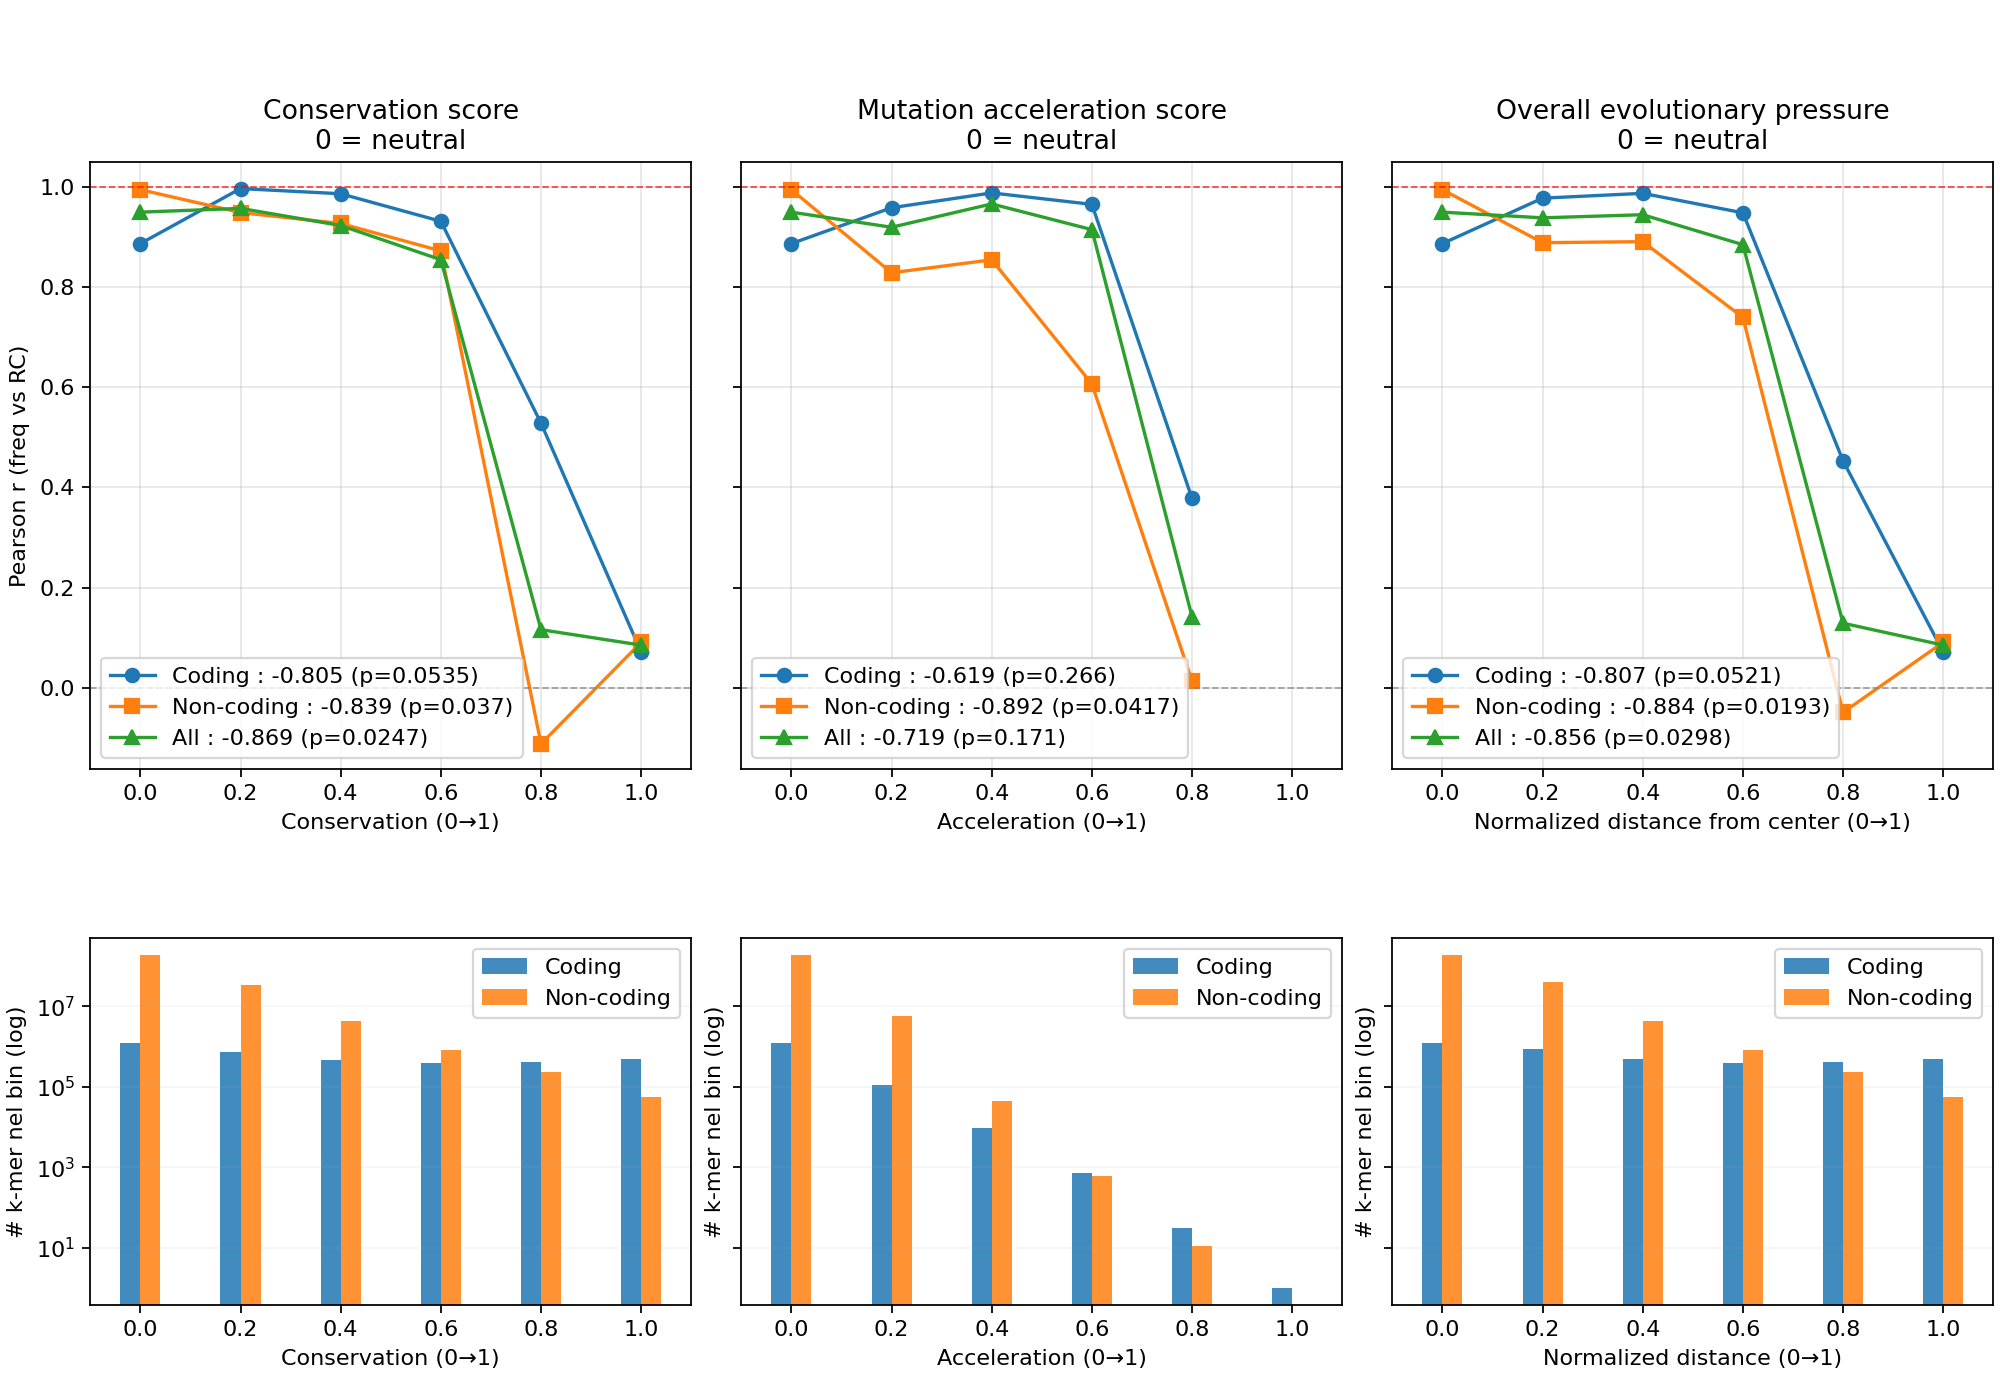 Conservation score
0 = neutral
Mutation acceleration score
0 = neutral
Overall evolutionary pressure
0 = neutral
Pearson r (freq vs RC)
1.0
0.8
0.6
0.4
0.2
0.0
Coding : -0.805 (p=0.0535)
Non-coding : -0.839 (p=0.037)
All : -0.869 (p=0.0247)
0.0 0.2 0.4 0.6 0.8 1.0
Conservation (0→1)
Coding : -0.619 (p=0.266)
Non-coding : -0.892 (p=0.0417)
All : -0.719 (p=0.171)
0.0 0.2 0.4 0.6 0.8 1.0
Acceleration (0→1)
Coding : -0.807 (p=0.0521)
Non-coding : -0.884 (p=0.0193)
All : -0.856 (p=0.0298)
0.0 0.2 0.4 0.6 0.8 1.0
Normalized distance from center (0→1)
# k-mer nel bin (log)
10⁷
10⁵
10³
10¹
Coding
Non-coding
0.0 0.2 0.4 0.6 0.8 1.0
Conservation (0→1)
# k-mer nel bin (log)
Coding
Non-coding
0.0 0.2 0.4 0.6 0.8 1.0
Acceleration (0→1)
# k-mer nel bin (log)
Coding
Non-coding
0.0 0.2 0.4 0.6 0.8 1.0
Normalized distance (0→1)